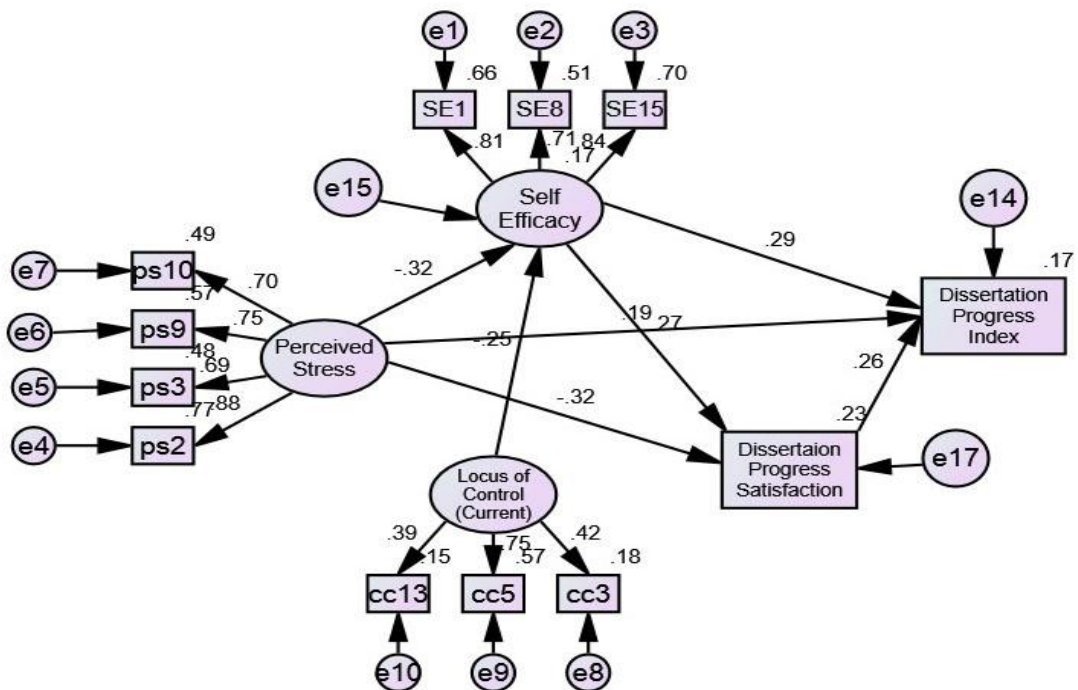 e1
e2
e3
.66
.51
.70
SE1
SE8
SE15
.81
.71
.84
.17
e15
Self
Efficacy
e14
.49
.29
.17
e7
ps10
.70
-.32
Dissertation
Progress
Index
.57
e6
ps9
.75
.19
.27
-.25
Perceived
Stress
.48
.69
e5
ps3
.26
.77
.88
-.32
.23
e4
ps2
Dissertaion
Progress
Satisfaction
e17
Locus of
Control
(Current)
.39
.75
.42
.15
.57
.18
cc13
cc5
cc3
e10
e9
e8